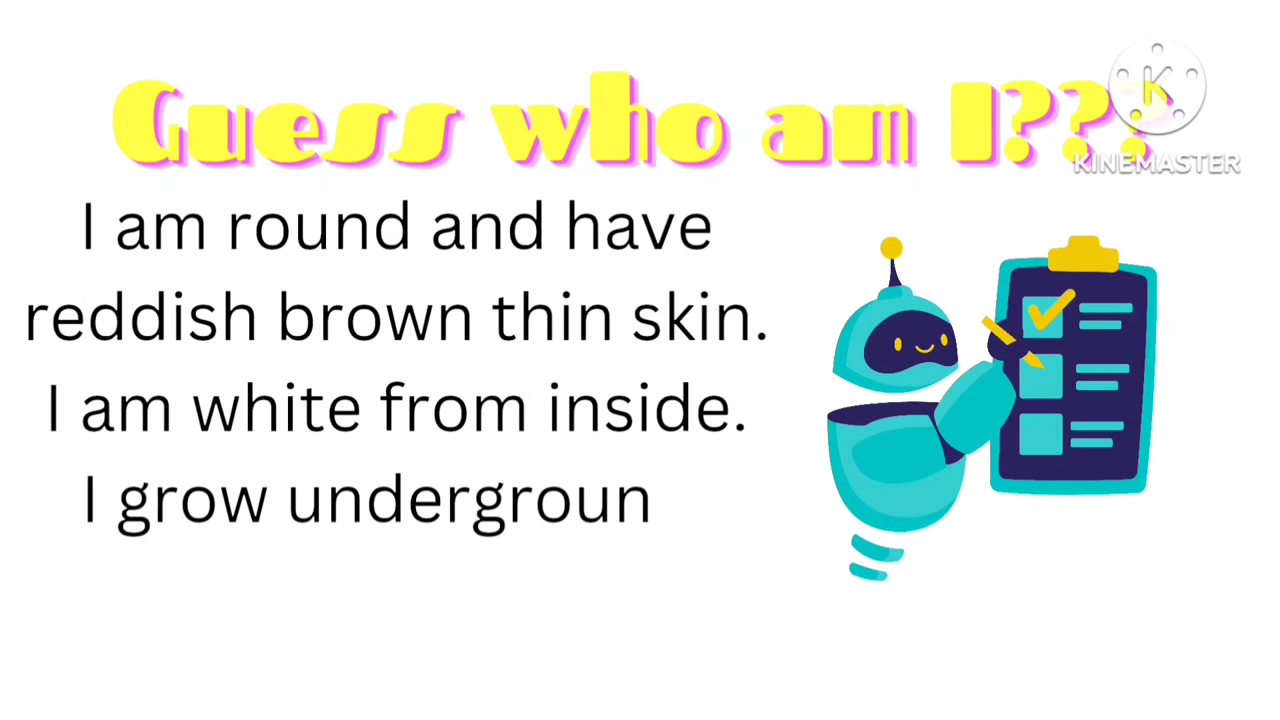 Guess who am I???
KINEMASTER
I am round and have
reddish brown thin skin.
I am white from inside.
I grow undergroun